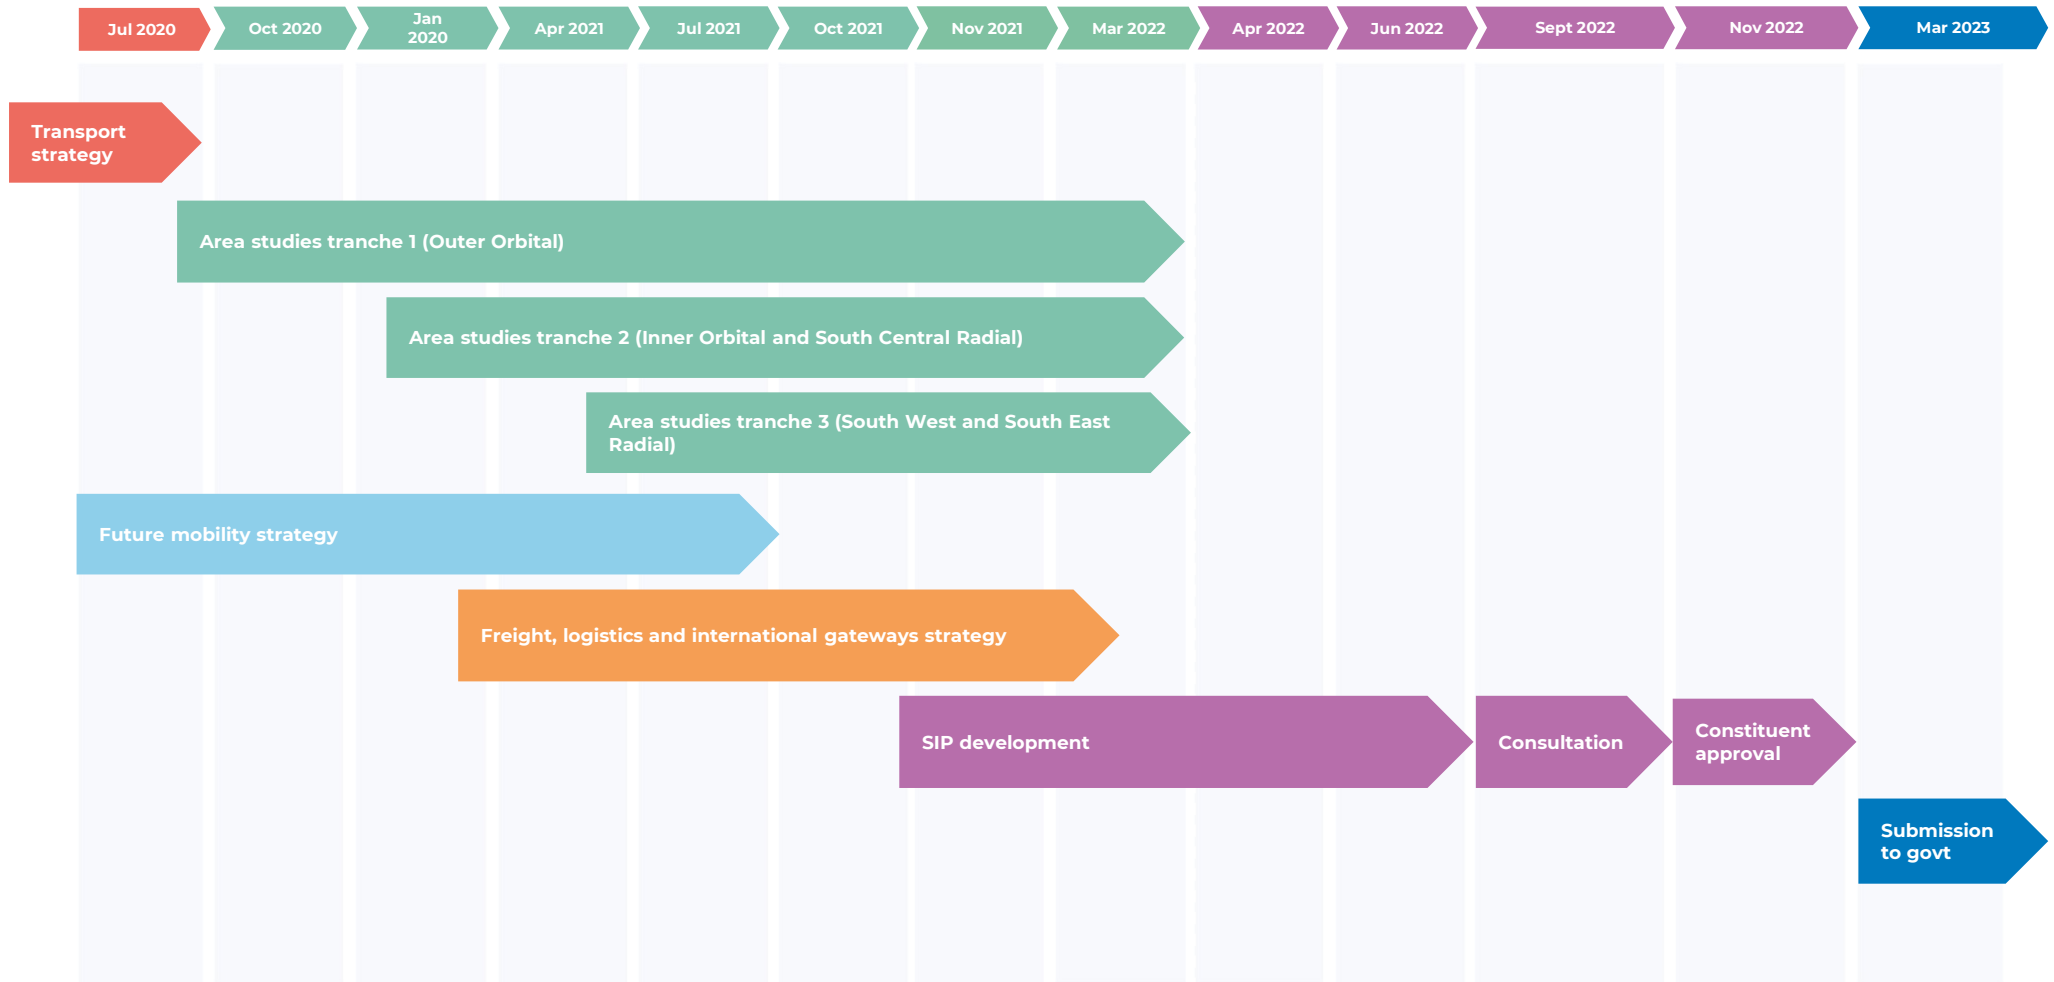 Jul 2020
Oct 2020
Jan
2020
Apr 2021
Jul 2021
Oct 2021
Nov 2021
Mar 2022
Apr 2022
Jun 2022
Sept 2022
Nov 2022
Mar 2023
Transport
strategy
Area studies tranche 1 (Outer Orbital)
Area studies tranche 2 (Inner Orbital and South Central Radial)
Area studies tranche 3 (South West and South East
Radial)
Future mobility strategy
Freight, logistics and international gateways strategy
SIP development
Consultation
Constituent
approval
Submission
to govt